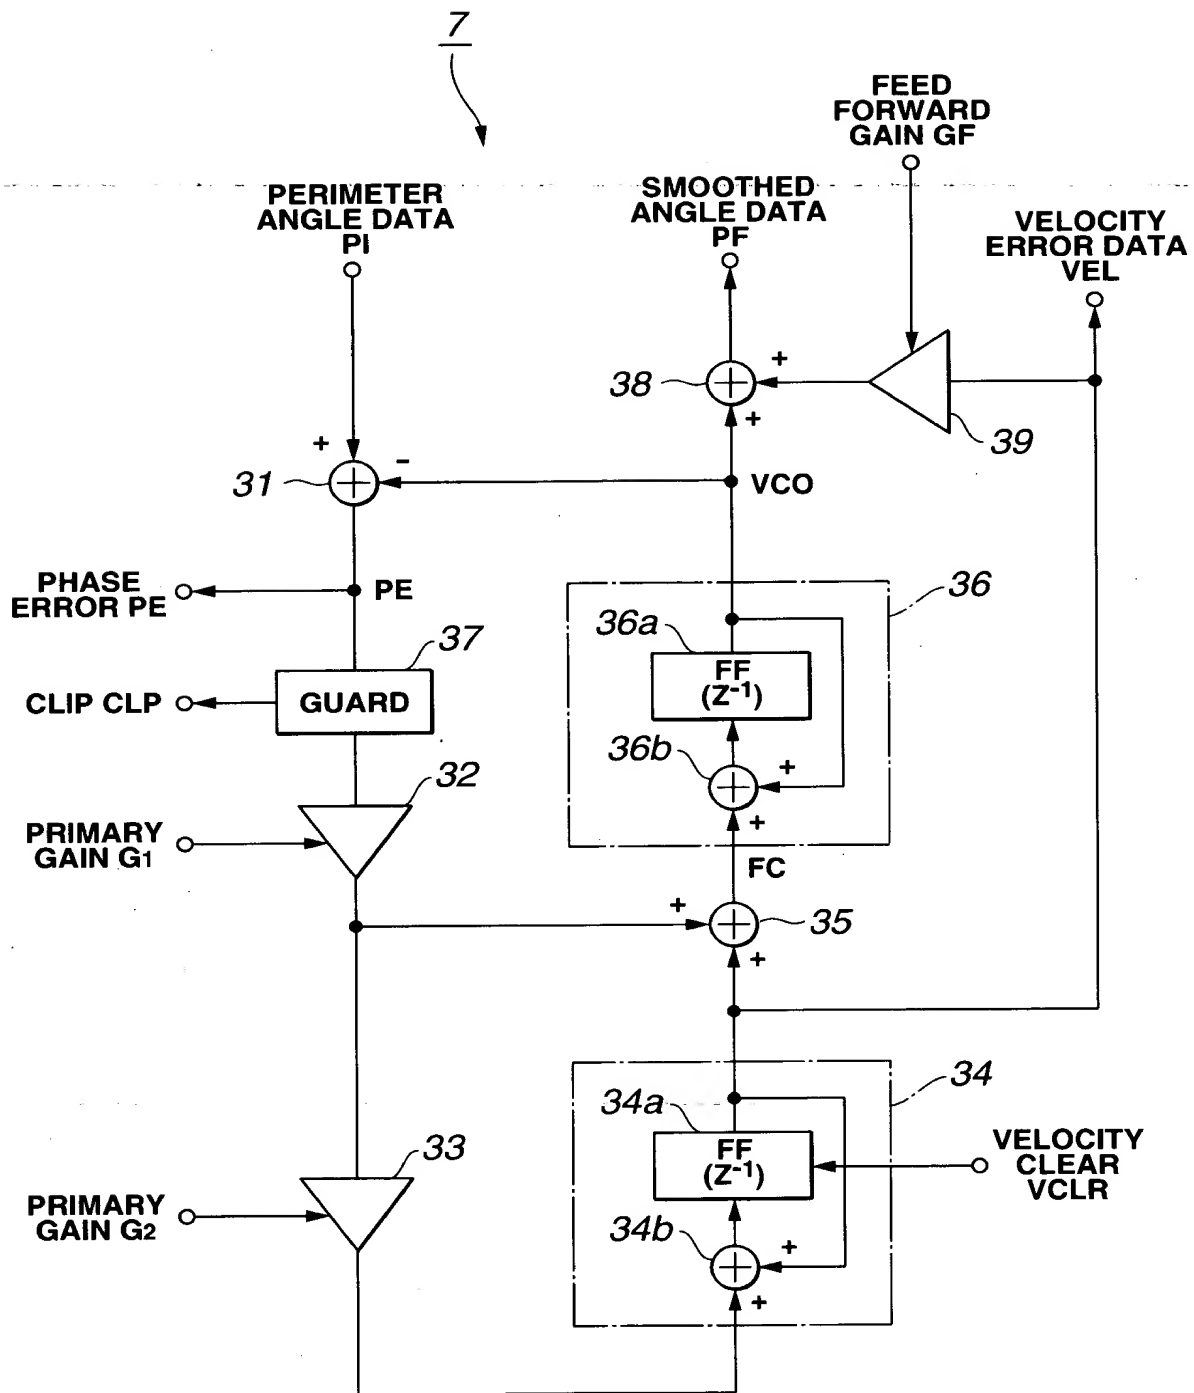 7
FEED
FORWARD
GAIN GF
PERIMETER
ANGLE DATA
PI
SMOOTHED
ANGLE DATA
PF
VELOCITY
ERROR DATA
VEL
38
+
+
39
+
-
31
VCO
PHASE
ERROR PE
PE
36
36a
FF
(Z-1)
37
CLIP CLP
GUARD
36b
+
+
32
PRIMARY
GAIN G1
FC
+
35
+
34
34a
FF
(Z-1)
VELOCITY
CLEAR
VCLR
33
PRIMARY
GAIN G2
34b
+
+